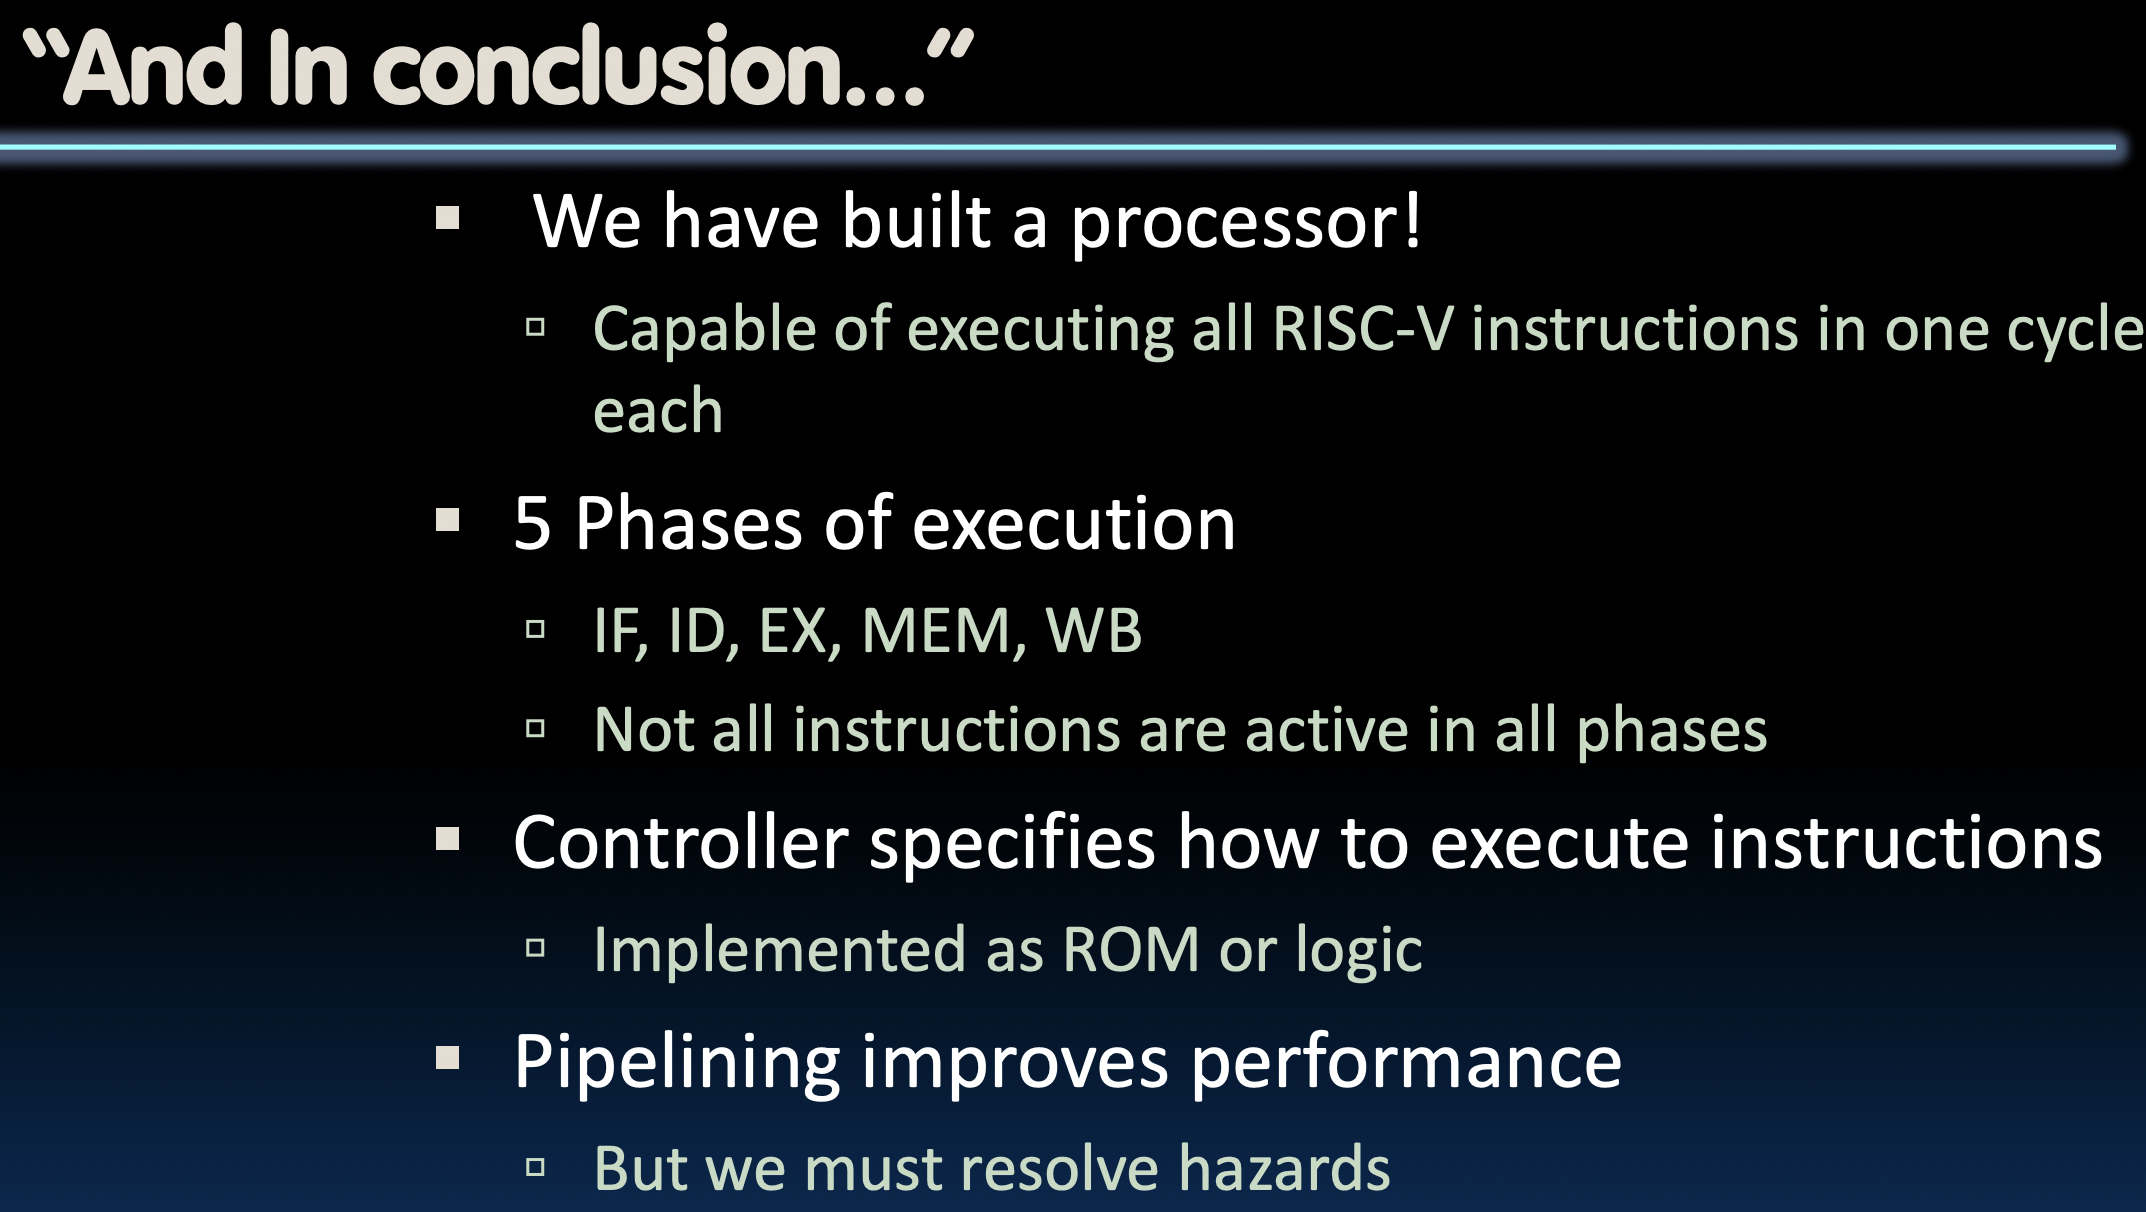 “And In conclusion…”
We have built a processor!
Capable of executing all RISC-V instructions in one cycle
each
5 Phases of execution
IF, ID, EX, MEM, WB
Not all instructions are active in all phases
Controller specifies how to execute instructions
Implemented as ROM or logic
Pipelining improves performance
But we must resolve hazards